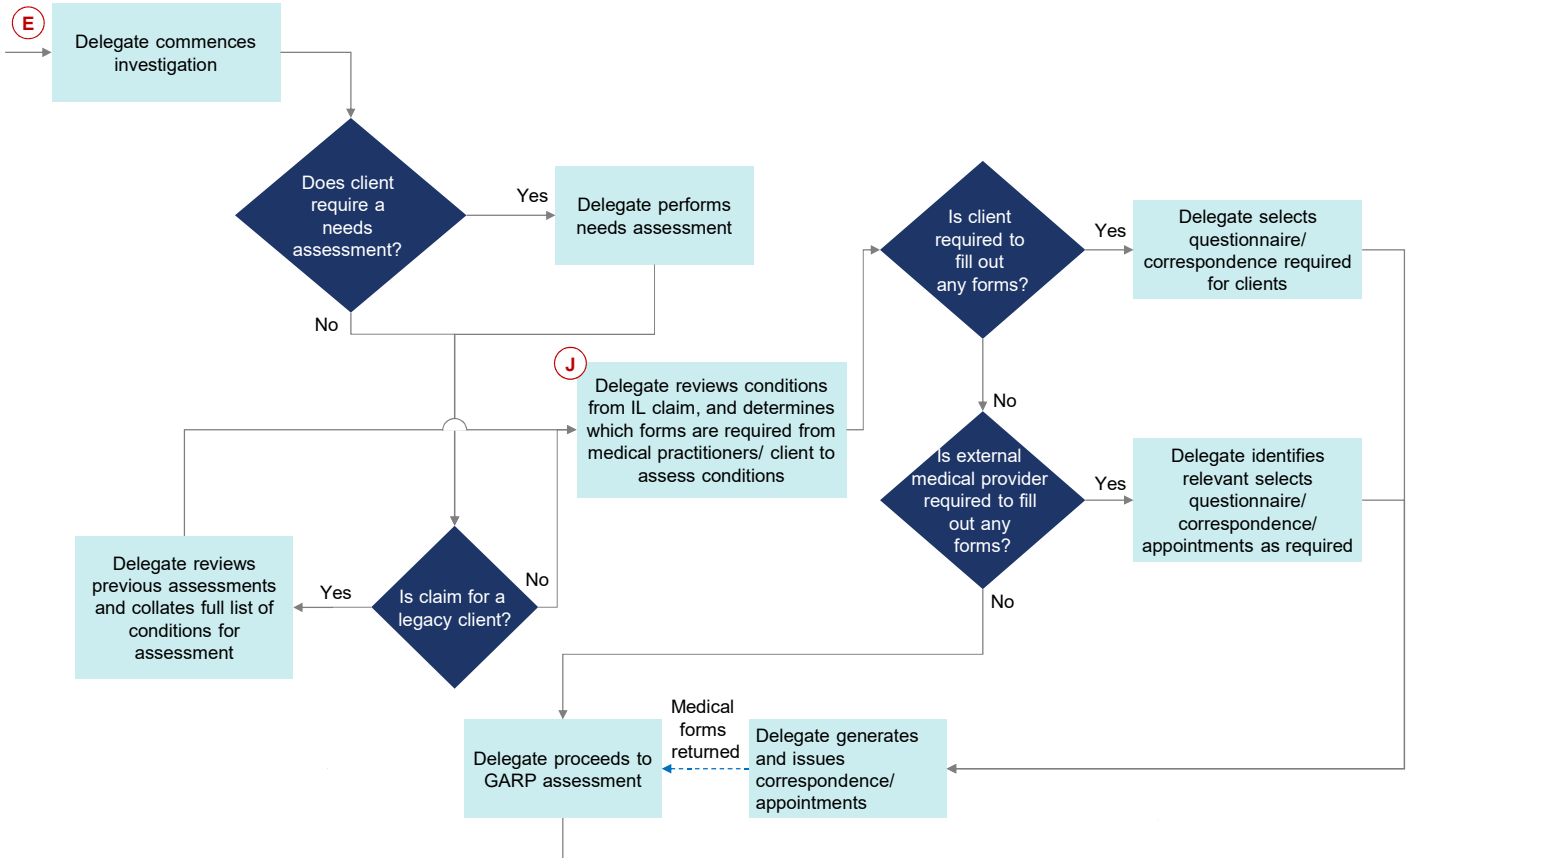 E
Delegate commences
investigation
Does client
require a
needs
assessment?
Yes
Delegate performs
needs assessment
No
Is client
required to
fill out
any forms?
Yes
Delegate selects
questionnaire/
correspondence required
for clients
No
J
Delegate reviews conditions
from IL claim, and determines
which forms are required from
medical practitioners/ client to
assess conditions
Is external
medical provider
required to fill
out any
forms?
Yes
Delegate identifies
relevant selects
questionnaire/
correspondence/
appointments as required
No
Is claim for a
legacy client?
No
Yes
Delegate reviews
previous assessments
and collates full list of
conditions for
assessment
Delegate proceeds to
GARP assessment
Medical
forms
returned
Delegate generates
and issues
correspondence/
appointments